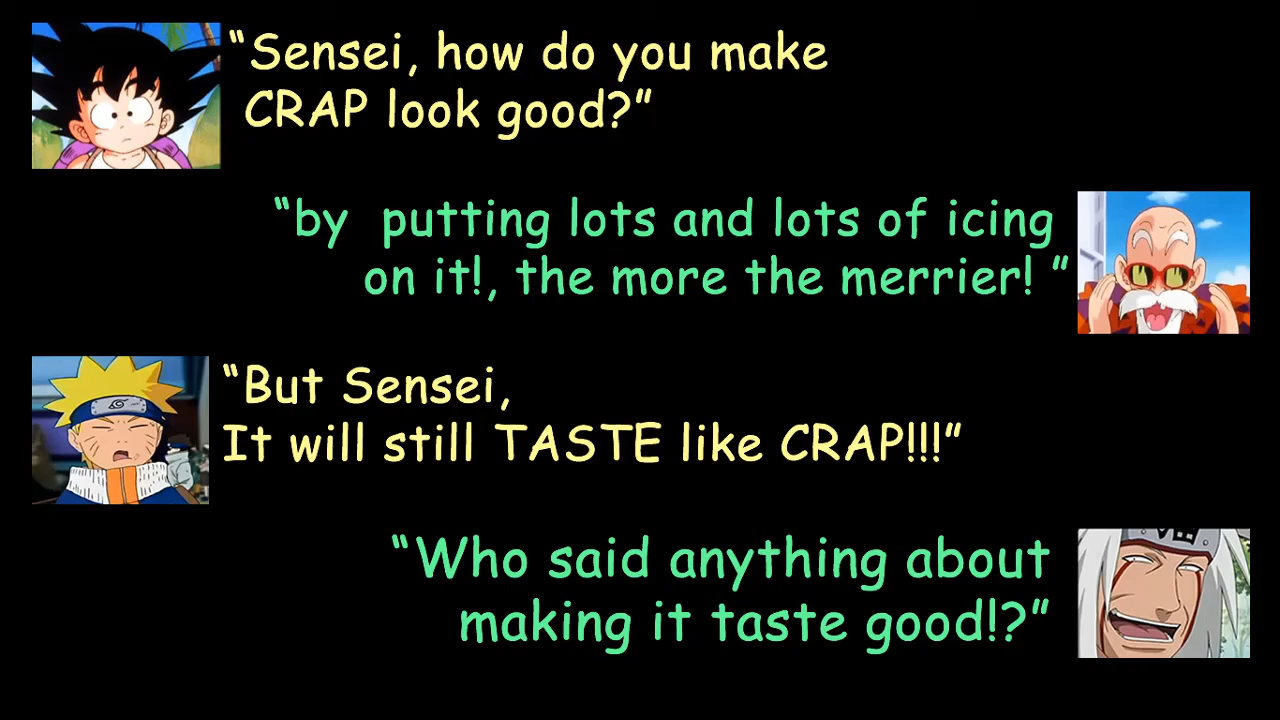 “Sensei, how do you make
CRAP look good?”
“by putting lots and lots of icing
on it!, the more the merrier! ”
“But Sensei,
It will still TASTE like CRAP!!!”
“Who said anything about
making it taste good!?”